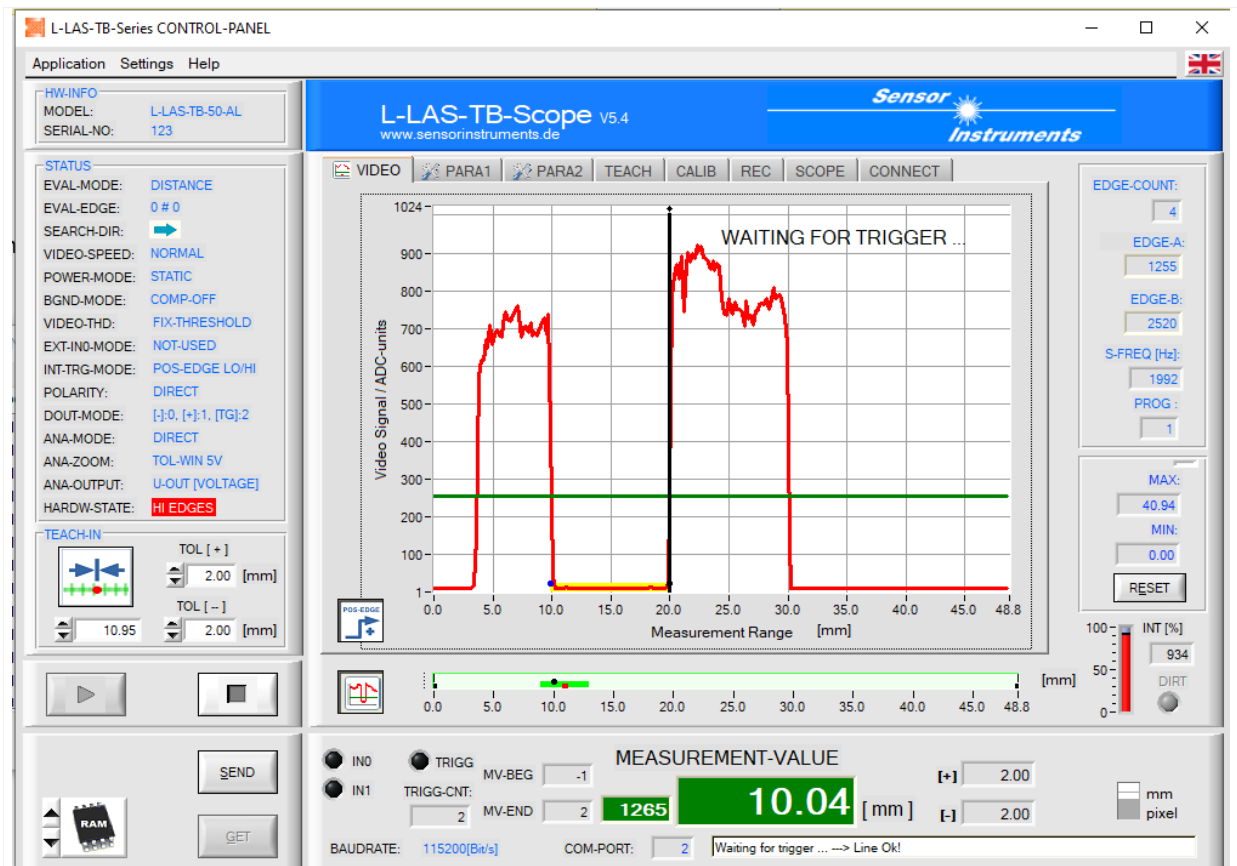 L-LAS-TB-Series CONTROL-PANEL
Application Settings Help
HW-INFO
MODEL: L-LAS-TB-50-AL
SERIAL-NO: 123
L-LAS-TB-Scope V5.4
www.sensorinstruments.de
Sensor
Instruments
STATUS
EVAL-MODE: DISTANCE
EVAL-EDGE: 0 # 0
SEARCH-DIR:
VIDEO-SPEED: NORMAL
POWER-MODE: STATIC
BGND-MODE: COMP-OFF
VIDEO-THD: FIX-THRESHOLD
EXT-IN0-MODE: NOT-USED
INT-TRG-MODE: POS-EDGE LO/HI
POLARITY: DIRECT
DOUT-MODE: [-]:0, [+]:1, [TG]:2
ANA-MODE: DIRECT
ANA-ZOOM: TOL-WIN 5V
ANA-OUTPUT: U-OUT [VOLTAGE]
HARDW-STATE: HI EDGES
TEACH-IN
TOL [ + ]
2.00 [mm]
TOL [ -- ]
10.95 2.00 [mm]
VIDEO PARA1 PARA2 TEACH CALIB REC SCOPE CONNECT
WAITING FOR TRIGGER ...
Video Signal / ADC-units
1024
900
800
700
600
500
400
300
200
100
1
0.0 5.0 10.0 15.0 20.0 25.0 30.0 35.0 40.0 45.0 48.8
Measurement Range [mm]
POS-EDGE
[mm]
0.0 5.0 10.0 15.0 20.0 25.0 30.0 35.0 40.0 45.0 48.8
EDGE-COUNT:
4
EDGE-A:
1255
EDGE-B:
2520
S-FREQ [Hz]:
1992
PROG :
1
MAX:
40.94
MIN:
0.00
RESET
100 INT [%]
934
50 DIRT
0
SEND
RAM
GET
IN0 TRIGG
IN1 TRIGG-CNT:
2
MV-BEG -1
MV-END 2
MEASUREMENT-VALUE
1265 10.04 [ mm ]
[+] 2.00
[-] 2.00
mm
pixel
BAUDRATE: 115200[Bit/s] COM-PORT: 2 Waiting for trigger ... ---> Line Ok!